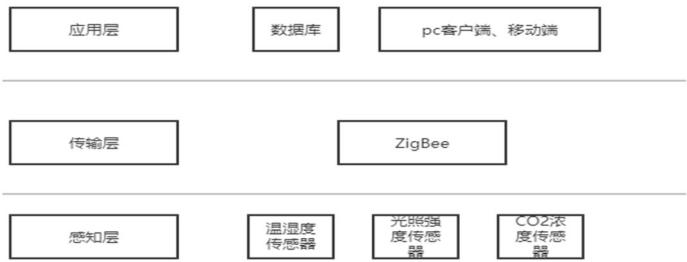 应用层
数据库
pc客户端、移动端
传输层
ZigBee
感知层
温湿度
传感器
光照强
度传感
器
CO2浓
度传感
器